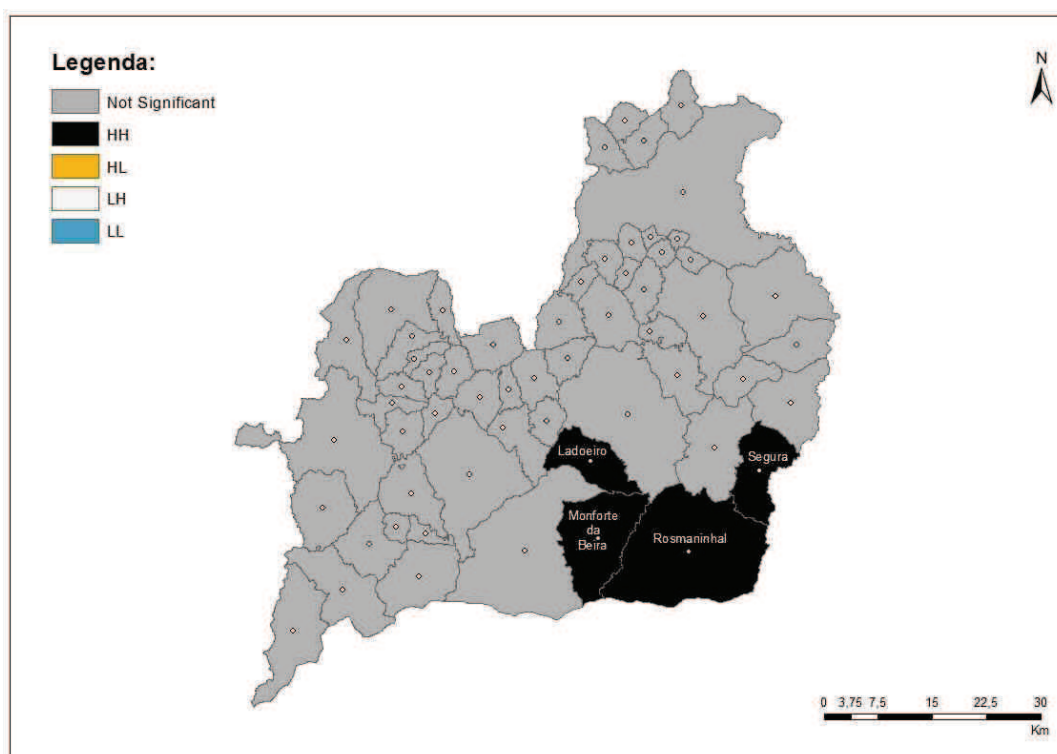 Legenda:
Not Significant
HH
HL
LH
LL
N
Ladoeiro
Segura
Monforte
da
Beira
Rosmaninhal
0 3,75 7,5 15 22,5 30
Km